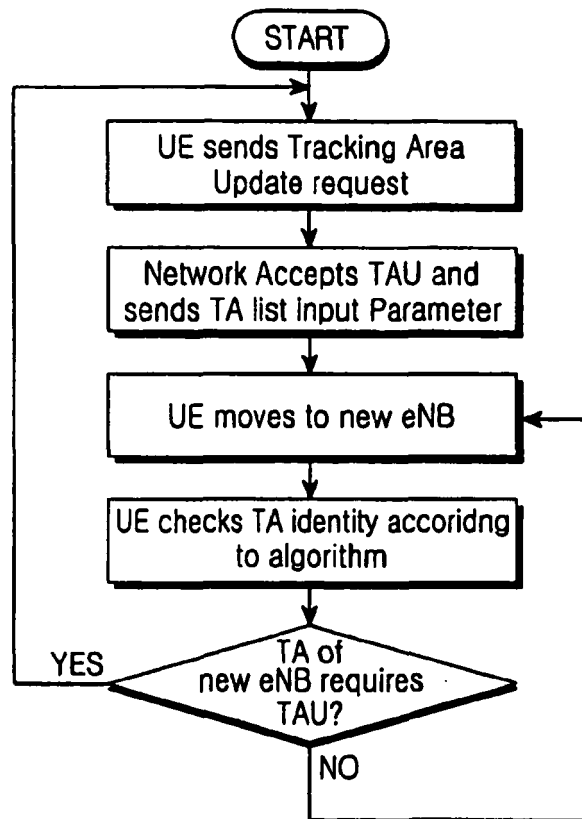 START
UE sends Tracking Area
Update request
Network Accepts TAU and
sends TA list input Parameter
UE moves to new eNB
UE checks TA identity accoridng
to algorithm
TA of
new eNB requires
TAU?
YES
NO